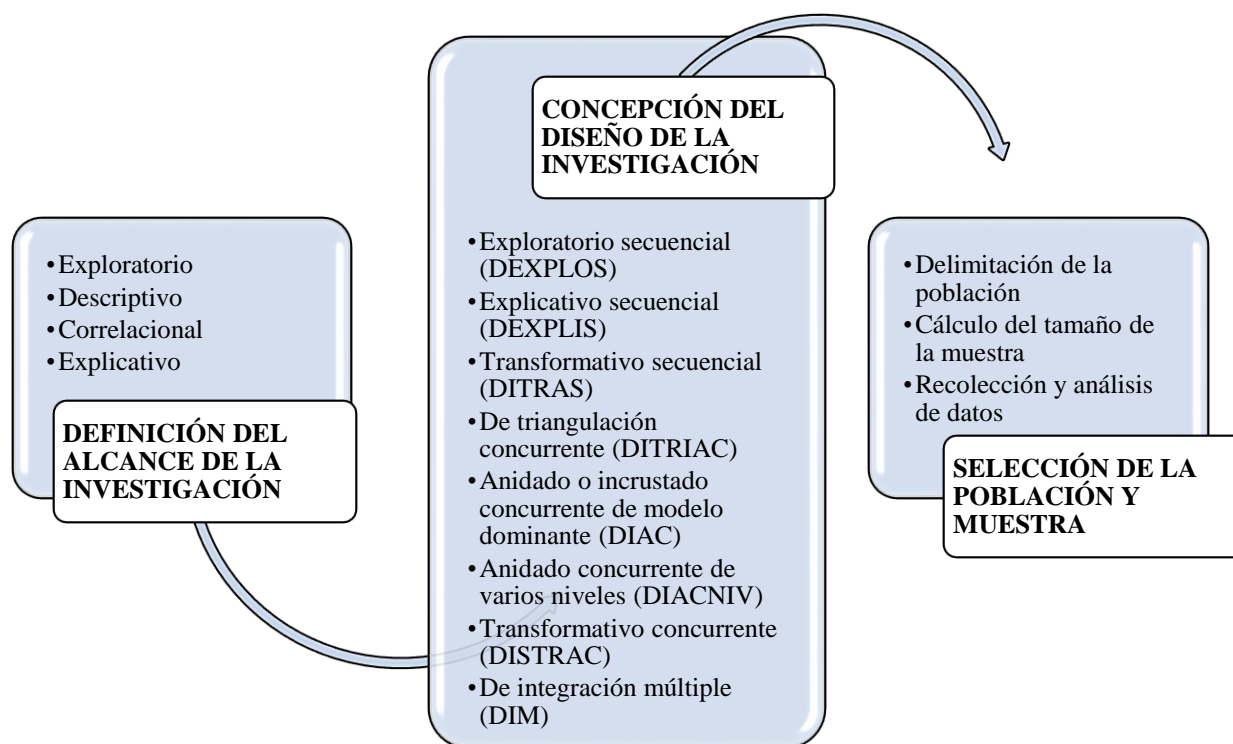 • Exploratorio
• Descriptivo
• Correlacional
• Explicativo
DEFINICIÓN DEL
ALCANCE DE LA
INVESTIGACIÓN
CONCEPCIÓN DEL
DISEÑO DE LA
INVESTIGACIÓN
• Exploratorio secuencial
(DEXPLOS)
• Explicativo secuencial
(DEXPLIS)
• Transformativo secuencial
(DITRAS)
• De triangulación
concurrente (DITRIAC)
• Anidado o incrustado
concurrente de modelo
dominante (DIAC)
• Anidado concurrente de
varios niveles (DIACNIV)
• Transformativo concurrente
(DISTRAC)
• De integración múltiple
(DIM)
• Delimitación de la
población
• Cálculo del tamaño de
la muestra
• Recolección y análisis
de datos
SELECCIÓN DE LA
POBLACIÓN Y
MUESTRA